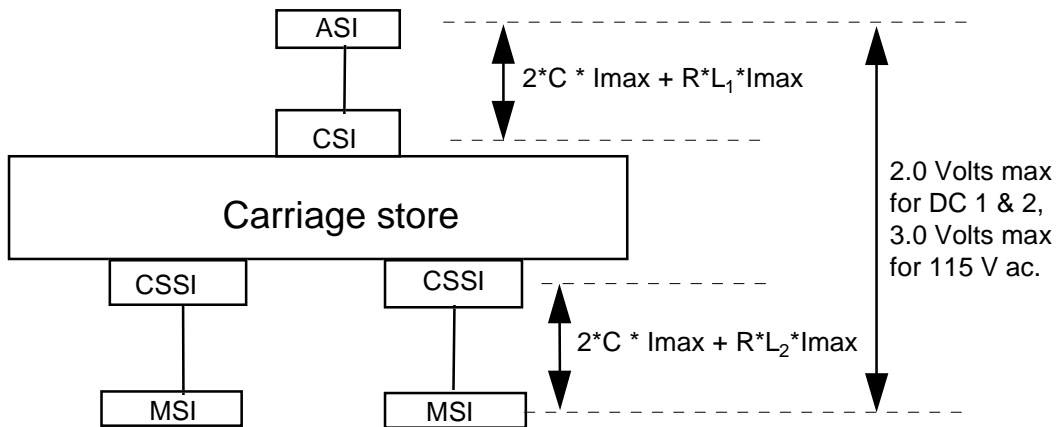 ASI
2*C * Imax + R*L₁*Imax
CSI
2.0 Volts max
for DC 1 & 2,
3.0 Volts max
for 115 V ac.
Carriage store
CSSI
CSSI
2*C * Imax + R*L₂*Imax
MSI
MSI